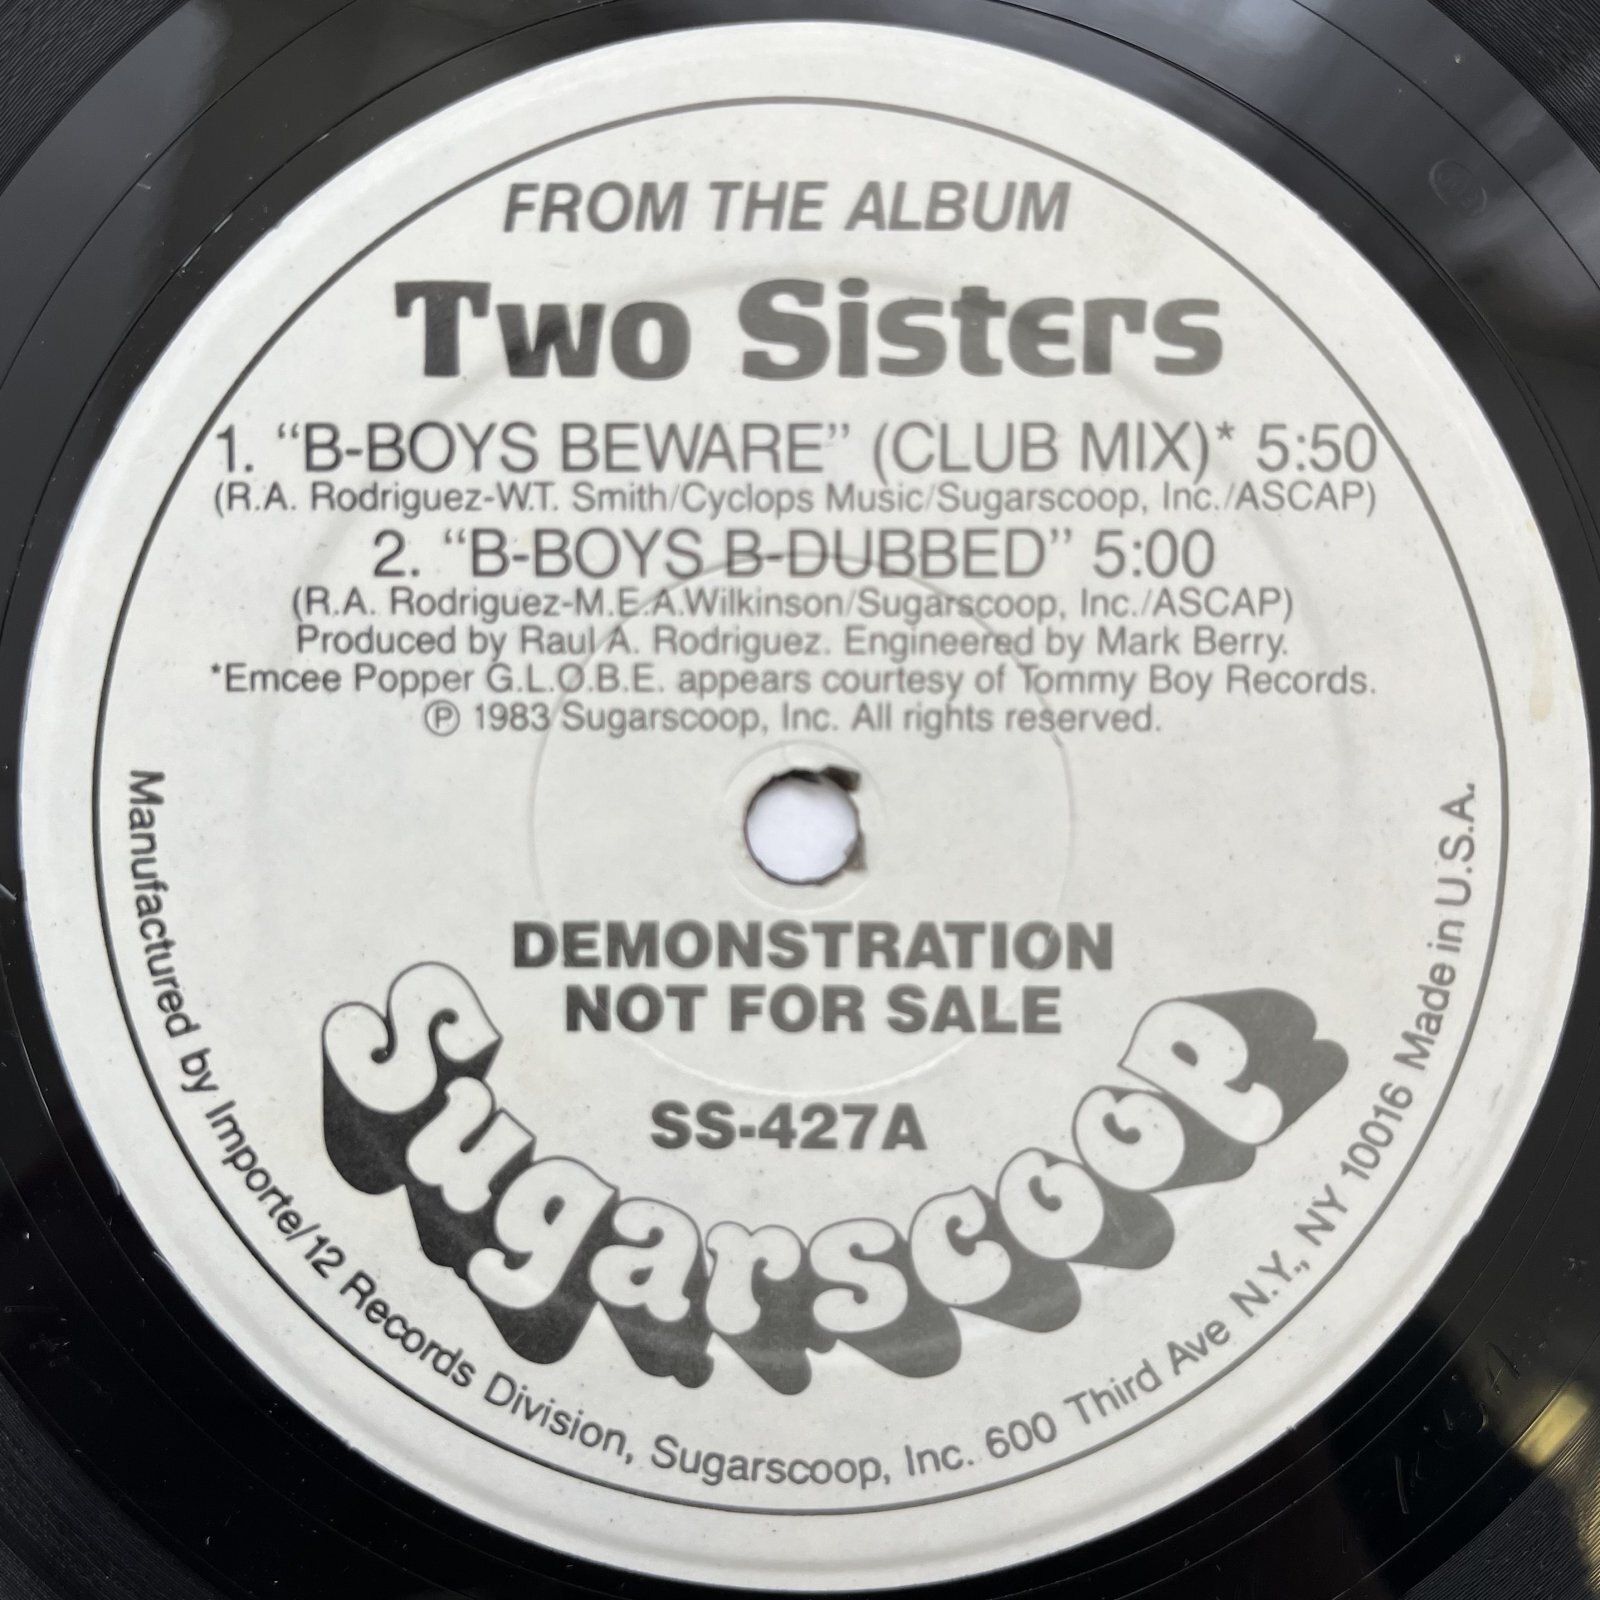 FROM THE ALBUM
Two Sisters
1. “B-BOYS BEWARE” (CLUB MIX)* 5:50
(R.A. Rodriguez-W.T. Smith/Cyclops Music/Sugarscoop, Inc./ASCAP)
2. “B-BOYS B-DUBBED” 5:00
(R.A. Rodriguez-M.E.A.Wilkinson/Sugarscoop, Inc./ASCAP)
Produced by Raul A. Rodriguez. Engineered by Mark Berry.
*Emcee Popper G.L.O.B.E. appears courtesy of Tommy Boy Records.
Ⓟ 1983 Sugarscoop, Inc. All rights reserved.
DEMONSTRATION
NOT FOR SALE
SS-427A
Sugarscoop
Manufactured by Importe/12 Records Division, Sugarscoop, Inc. 600 Third Ave N.Y., NY 10016 Made in U.S.A.